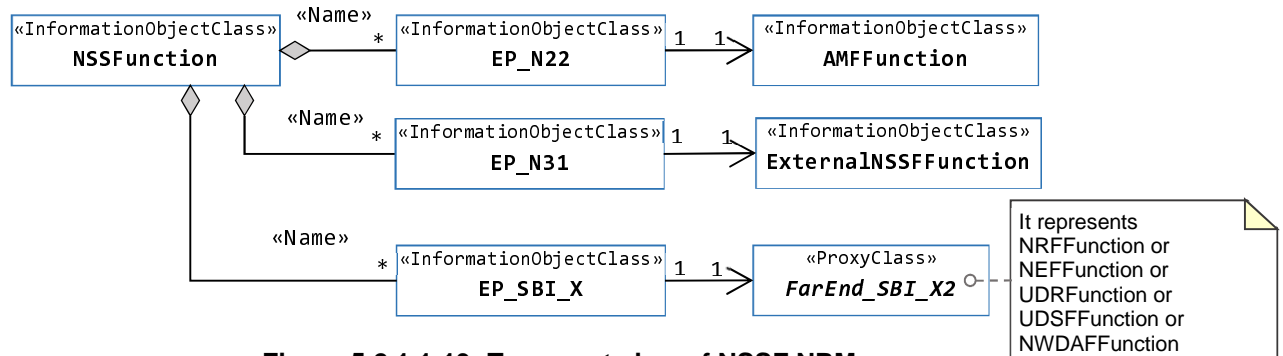 «Name»
«InformationObjectClass»
NSSFunction
*
«InformationObjectClass»
EP_N22
1 1
«InformationObjectClass»
AMFFunction
«Name»
*
«InformationObjectClass»
EP_N31
1 1
«InformationObjectClass»
ExternalNSSFFunction
«Name»
*
«InformationObjectClass»
EP_SBI_X
1 1
«ProxyClass»
FarEnd_SBI_X2
It represents
NRFFunction or
NEFFunction or
UDRFunction or
UDSFFunction or
NWDAFFunction